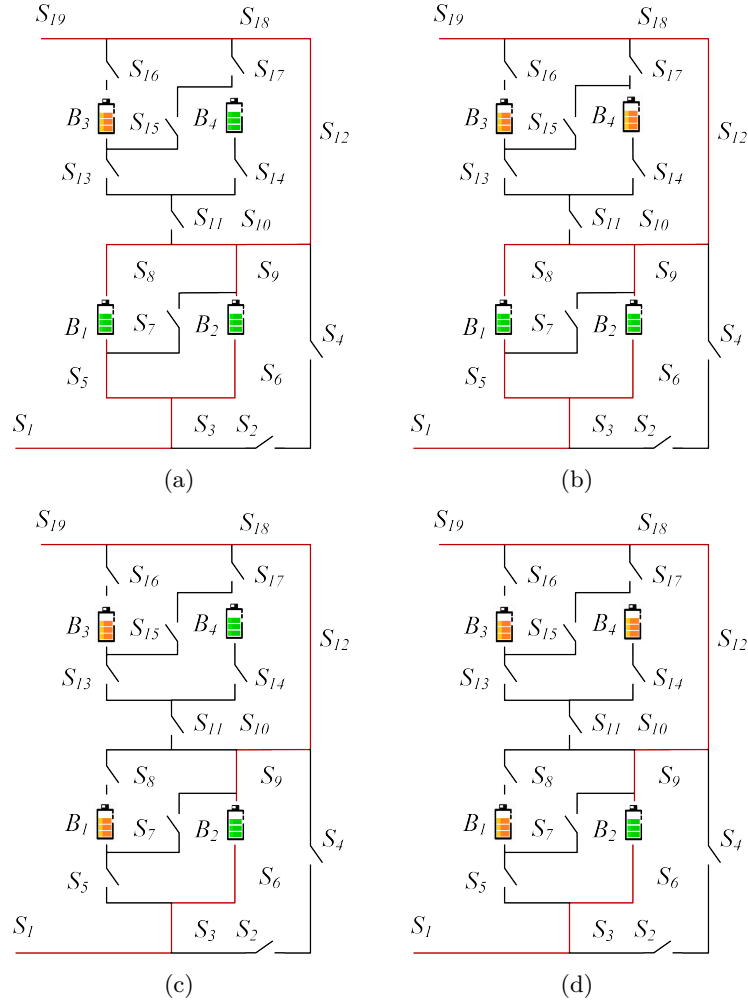 S19 S18 S19 S18
S16 S17 S16 S17
B3 S15 B4 S12 B3 S15 B4 S12
S13 S14 S13 S14
S11 S10 S11 S10
S8 S9 S8 S9
B1 S7 B2 S4 B1 S7 B2 S4
S5 S6 S5 S6
S1 S3 S2 S1 S3 S2
(a) (b)
S19 S18 S19 S18
S16 S17 S16 S17
B3 S15 B4 S12 B3 S15 B4 S12
S13 S14 S13 S14
S11 S10 S11 S10
S8 S9 S8 S9
B1 S7 B2 S4 B1 S7 B2 S4
S5 S6 S5 S6
S1 S3 S2 S1 S3 S2
(c) (d)